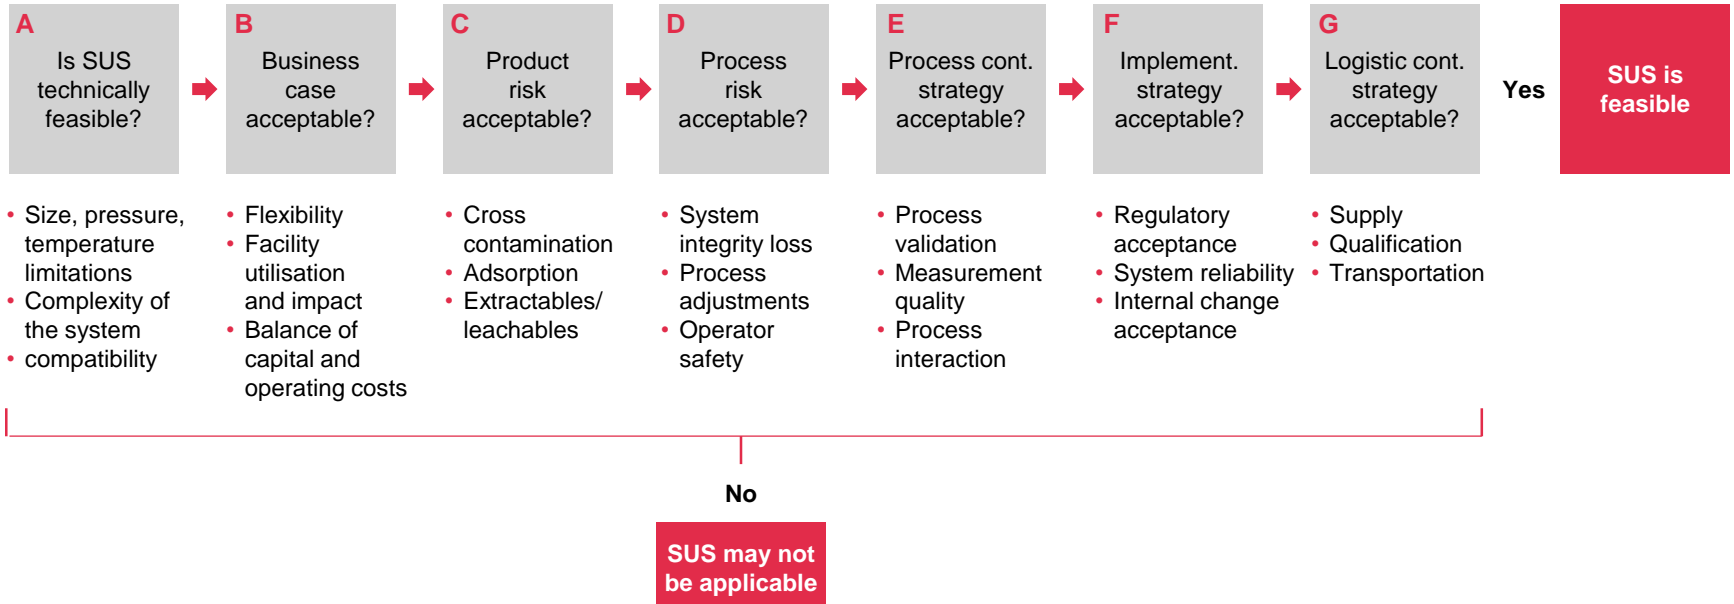 A
Is SUS
technically
feasible?
B
Business
case
acceptable?
C
Product
risk
acceptable?
D
Process
risk
acceptable?
E
Process cont.
strategy
acceptable?
F
Implement.
strategy
acceptable?
G
Logistic cont.
strategy
acceptable?
Yes
SUS is
feasible
• Size, pressure,
temperature
limitations
• Complexity of
the system
• compatibility
• Flexibility
• Facility
utilisation
and impact
• Balance of
capital and
operating costs
• Cross
contamination
• Adsorption
• Extractables/
leachables
• System
integrity loss
• Process
adjustments
• Operator
safety
• Process
validation
• Measurement
quality
• Process
interaction
• Regulatory
acceptance
• System reliability
• Internal change
acceptance
• Supply
• Qualification
• Transportation
No
SUS may not
be applicable